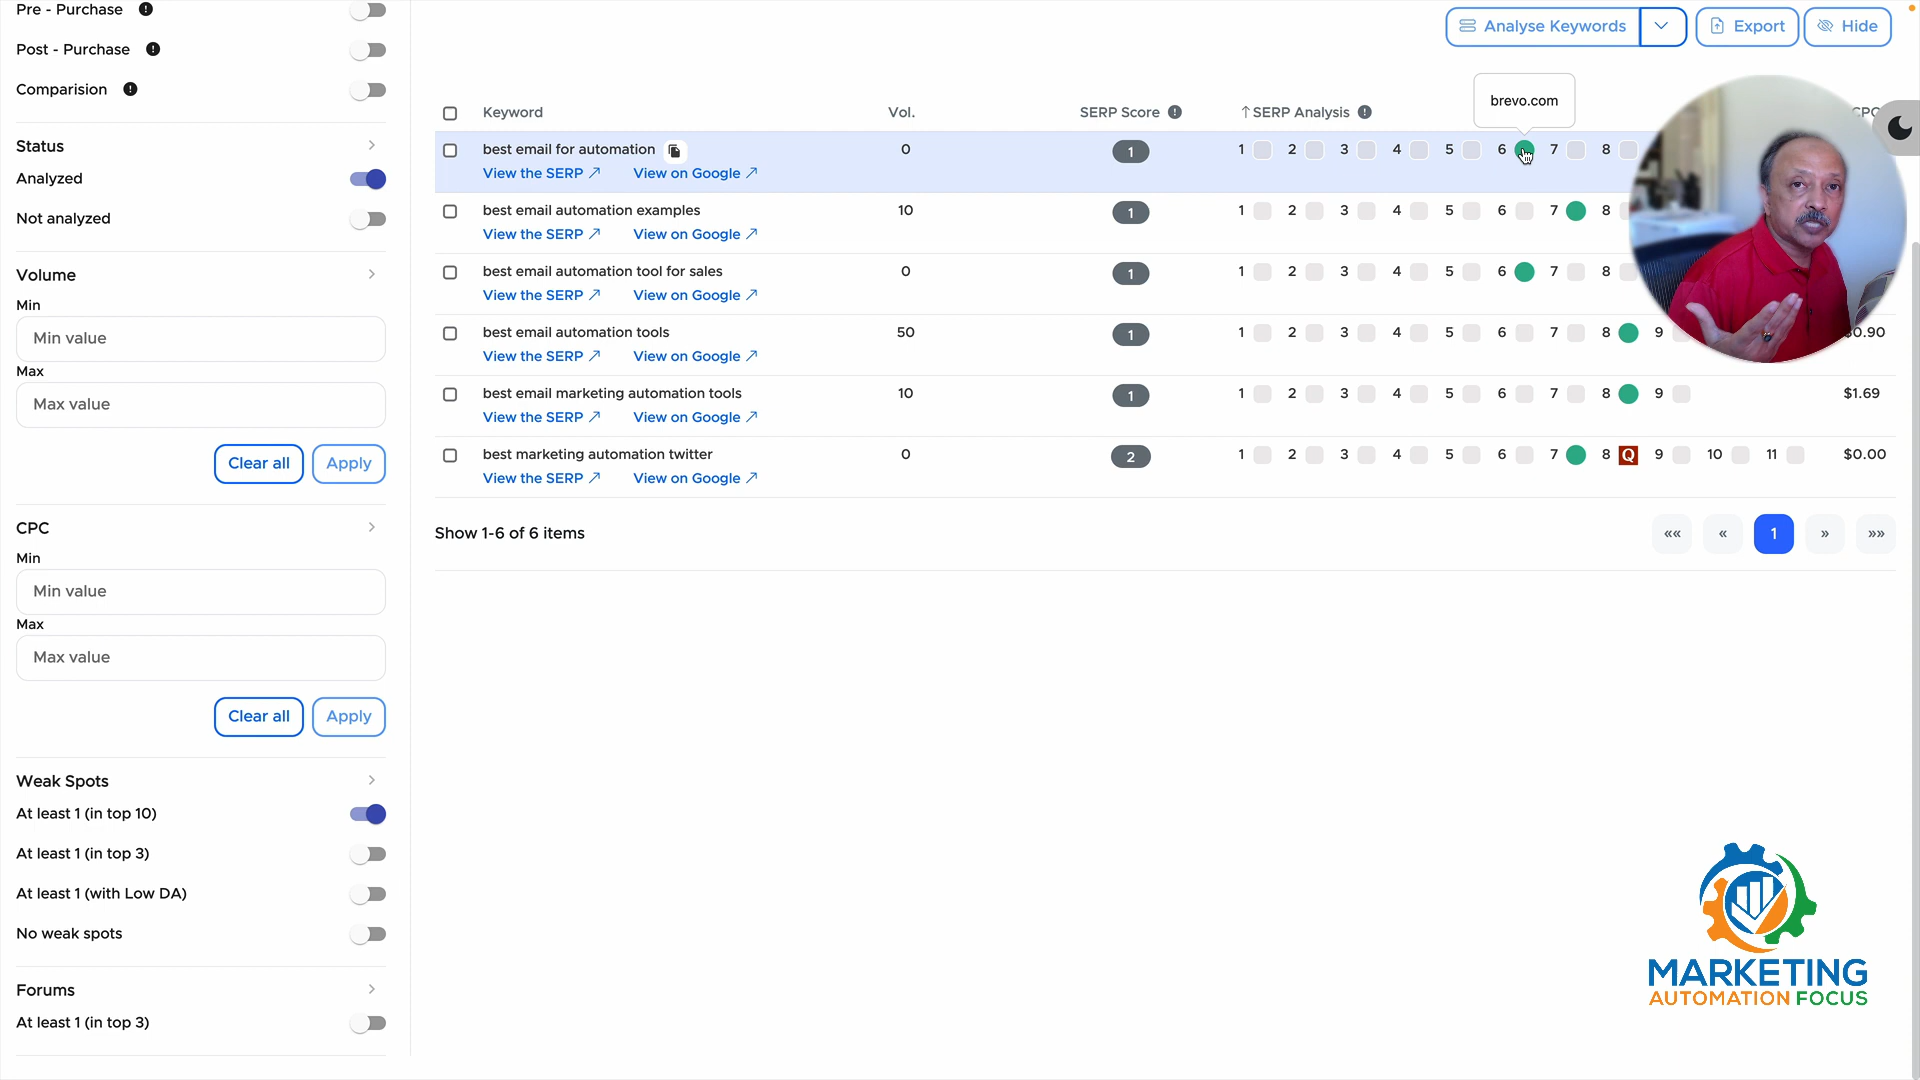 Pre - Purchase
Post - Purchase
Comparision
Status
Analyzed
Not analyzed
Volume
Min
Min value
Max
Max value
Clear all Apply
CPC
Min
Min value
Max
Max value
Clear all Apply
Weak Spots
At least 1 (in top 10)
At least 1 (in top 3)
At least 1 (with Low DA)
No weak spots
Forums
At least 1 (in top 3)
Analyse Keywords Export Hide
brevo.com
Keyword Vol. SERP Score ↑SERP Analysis CPC
best email for automation 0 1 1 2 3 4 5 6 7 8
View the SERP View on Google
best email automation examples 10 1 1 2 3 4 5 6 7 8
View the SERP View on Google
best email automation tool for sales 0 1 1 2 3 4 5 6 7 8
View the SERP View on Google
best email automation tools 50 1 1 2 3 4 5 6 7 8 9 $0.90
View the SERP View on Google
best email marketing automation tools 10 1 1 2 3 4 5 6 7 8 9 $1.69
View the SERP View on Google
best marketing automation twitter 0 2 1 2 3 4 5 6 7 8 Q 9 10 11 $0.00
View the SERP View on Google
Show 1-6 of 6 items «« « 1 » »»
MARKETING
AUTOMATION FOCUS